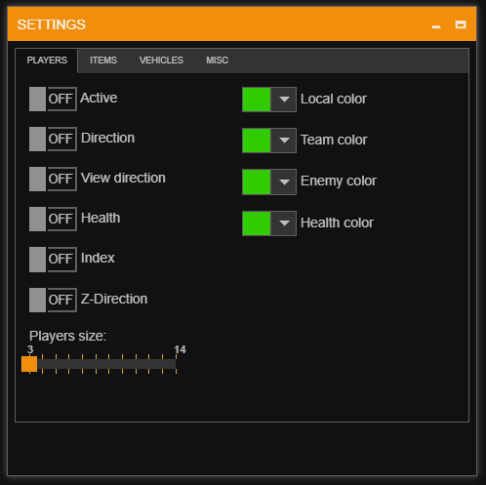 SETTINGS
PLAYERS ITEMS VEHICLES MISC
OFF Active Local color
OFF Direction Team color
OFF View direction Enemy color
OFF Health Health color
OFF Index
OFF Z-Direction
Players size:
3 14